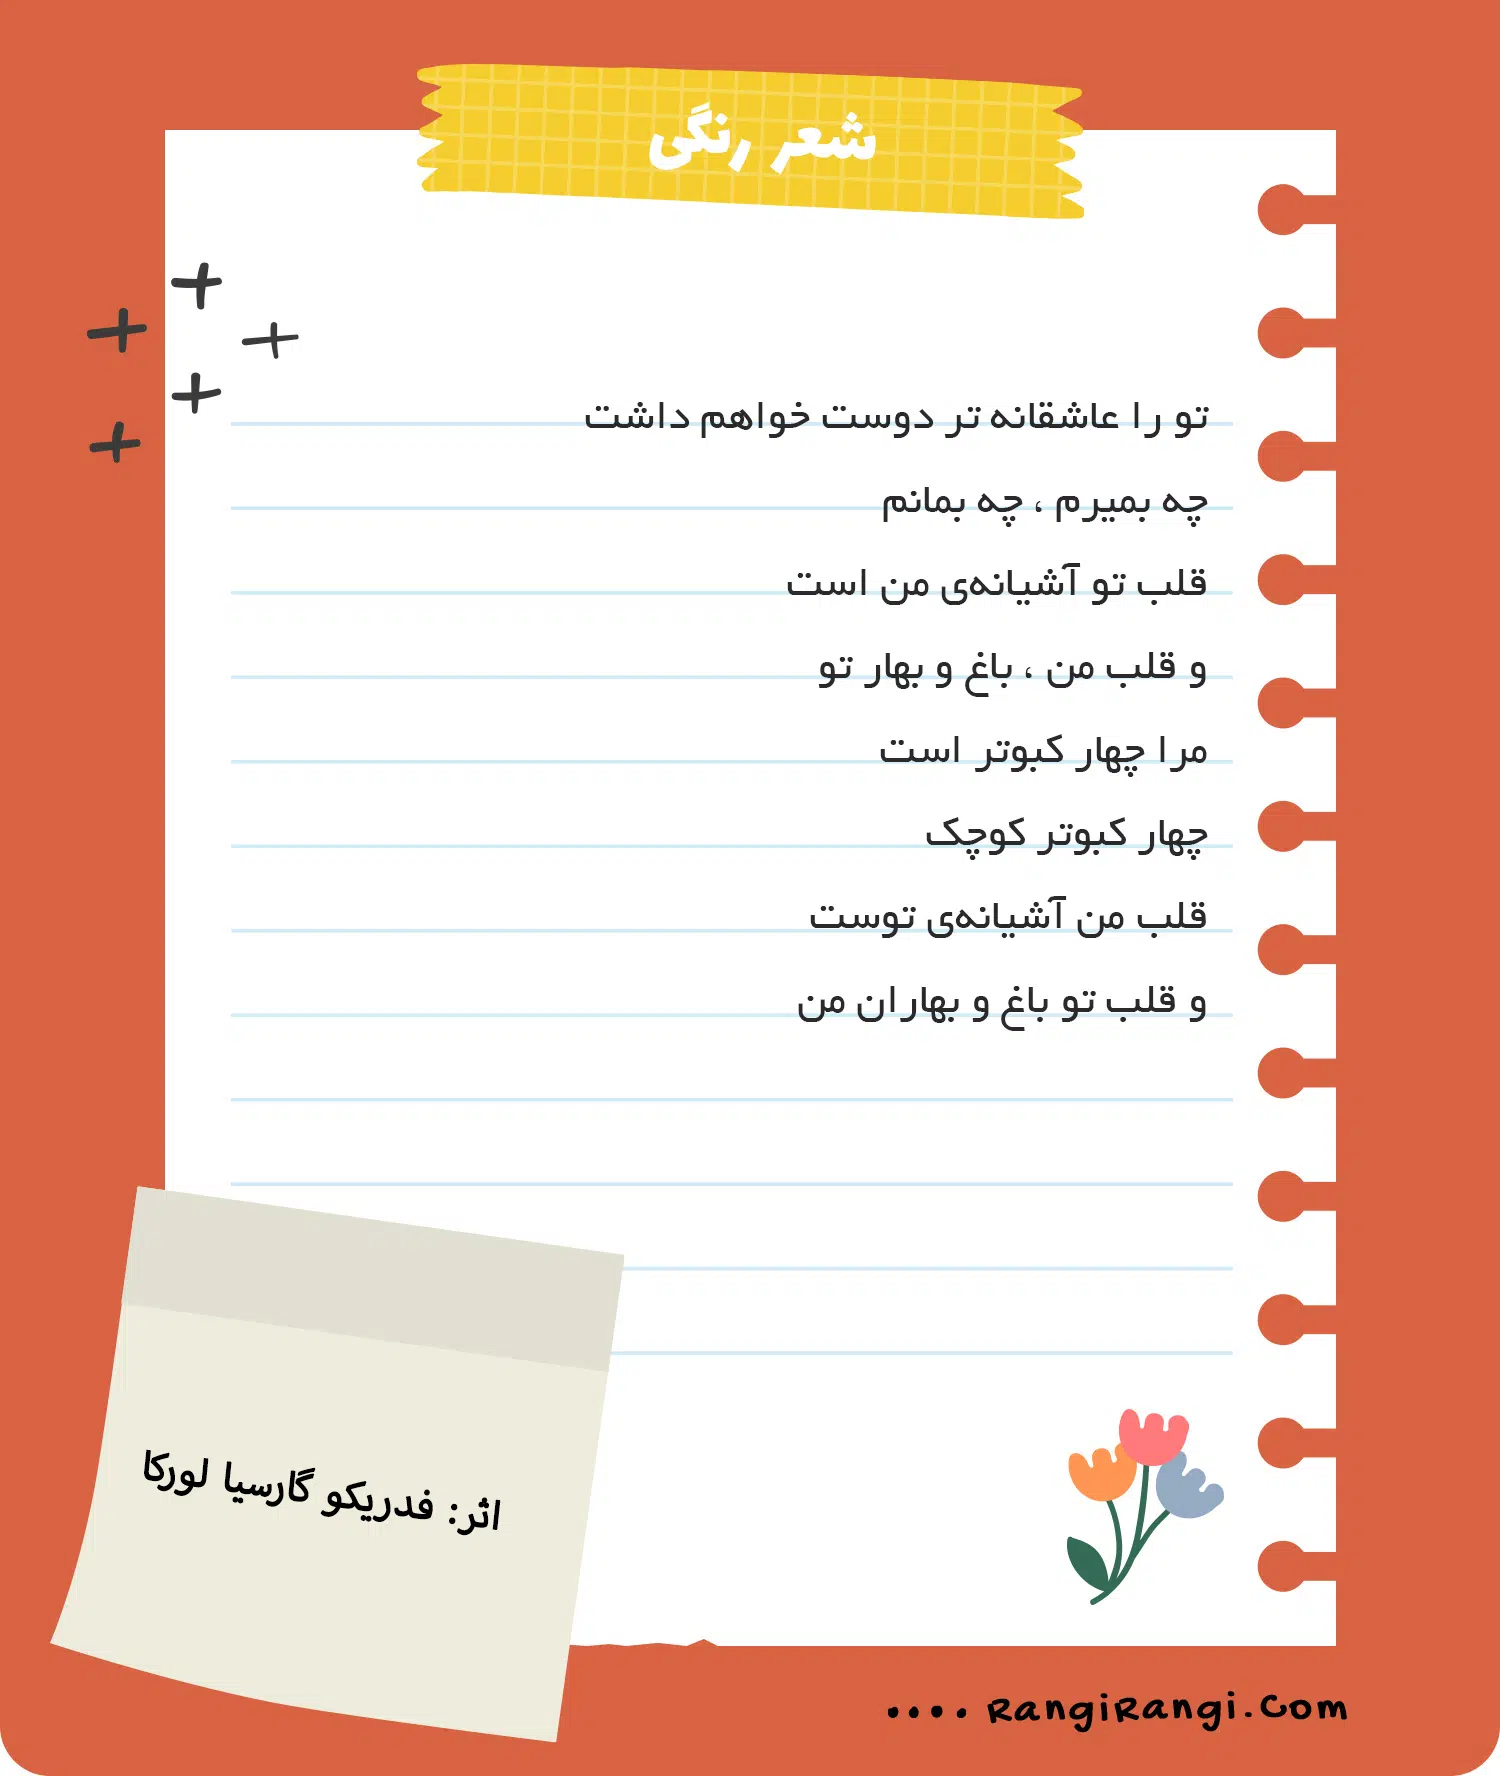 شعر رنگی
تو را عاشقانه تر دوست خواهم داشت
چه بمیرم ، چه بمانم
قلب تو آشیانه‌ی من است
و قلب من ، باغ و بهار تو
مرا چهار کبوتر است
چهار کبوتر کوچک
قلب من آشیانه‌ی توست
و قلب تو باغ و بهاران من
اثر: فدریکو گارسیا لورکا
.... RangiRangi.Com